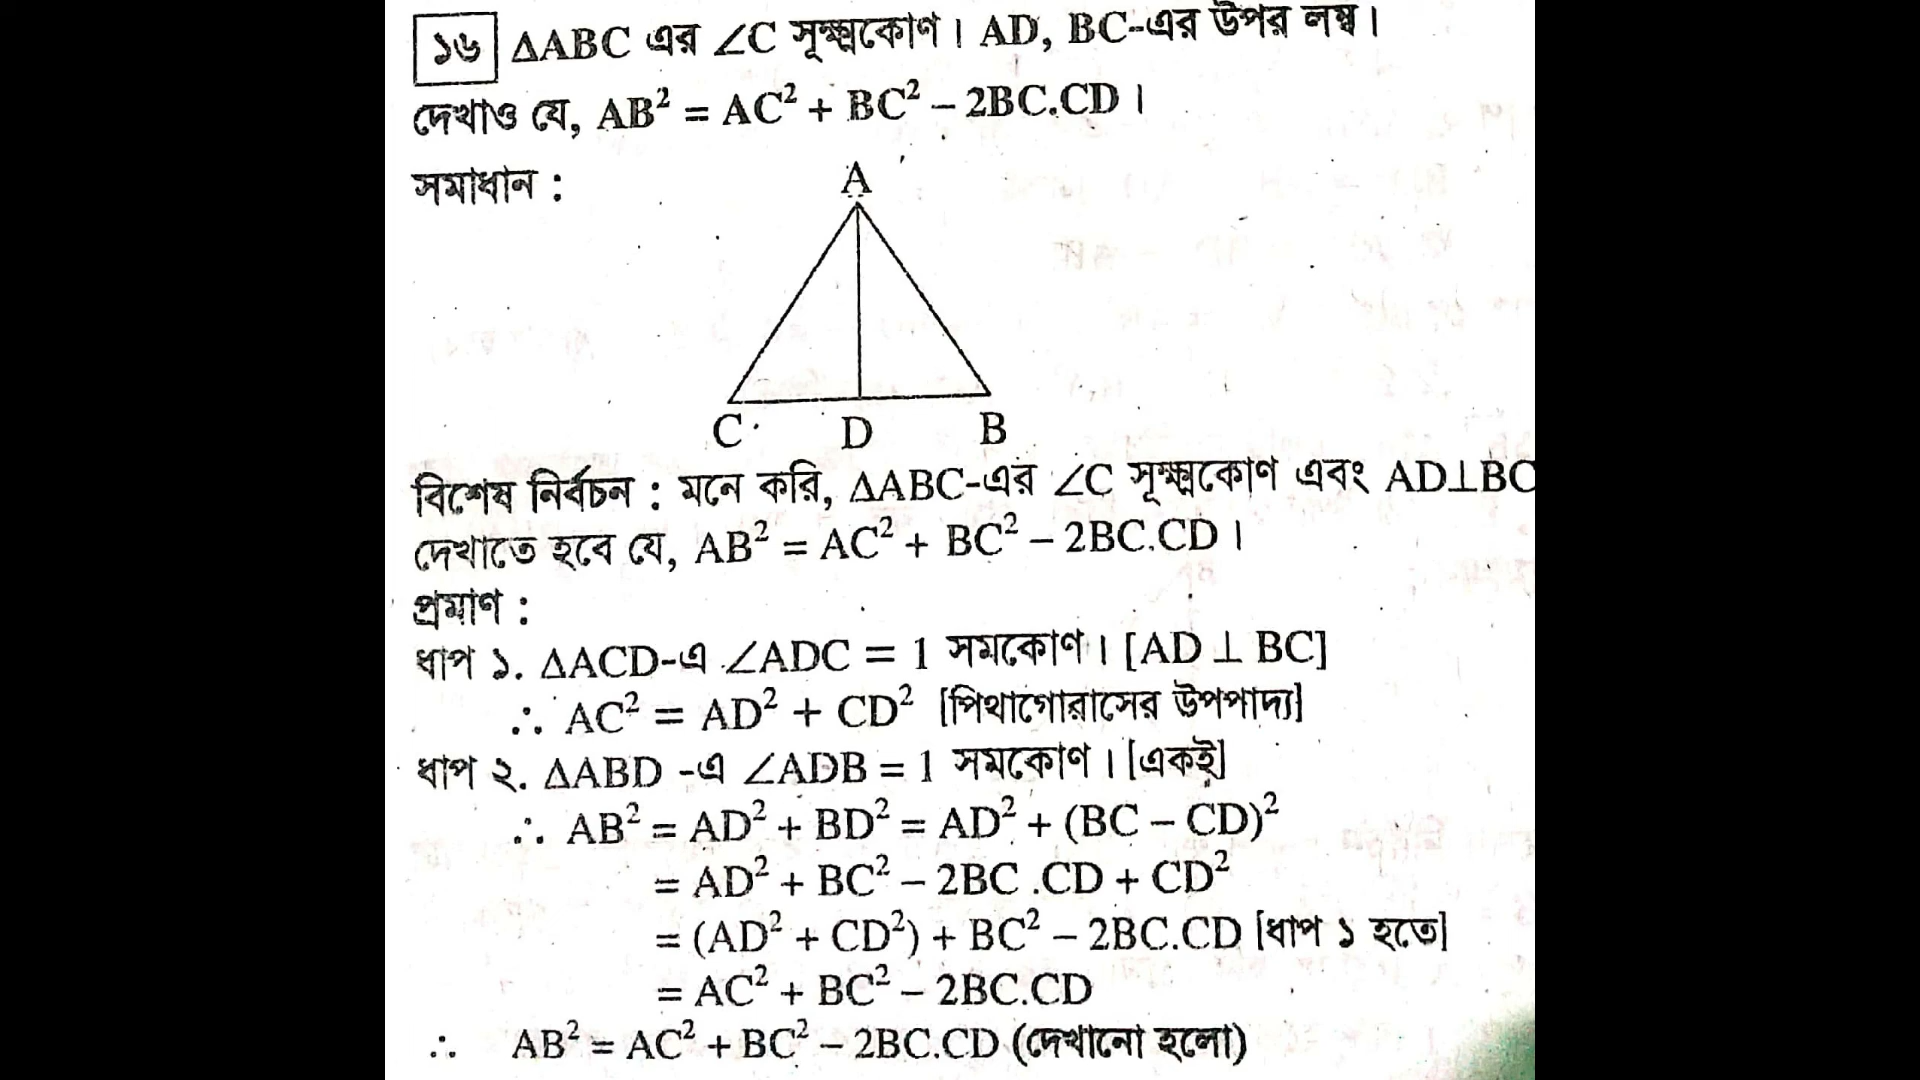 ১৬ ΔABC এর ∠C সূক্ষ্মকোণ। AD, BC-এর উপর লম্ব।
দেখাও যে, AB² = AC² + BC² – 2BC.CD।
সমাধান :
A
C D B
বিশেষ নির্বচন : মনে করি, ΔABC-এর ∠C সূক্ষ্মকোণ এবং AD⊥BC
দেখাতে হবে যে, AB² = AC² + BC² – 2BC.CD।
প্রমাণ :
ধাপ ১. ΔACD-এ ∠ADC = 1 সমকোণ। [AD ⊥ BC]
∴ AC² = AD² + CD² [পিথাগোরাসের উপপাদ্য]
ধাপ ২. ΔABD -এ ∠ADB = 1 সমকোণ। [একই]
∴ AB² = AD² + BD² = AD² + (BC – CD)²
= AD² + BC² – 2BC .CD + CD²
= (AD² + CD²) + BC² – 2BC.CD [ধাপ ১ হতে]
= AC² + BC² – 2BC.CD
∴ AB² = AC² + BC² – 2BC.CD (দেখানো হলো)